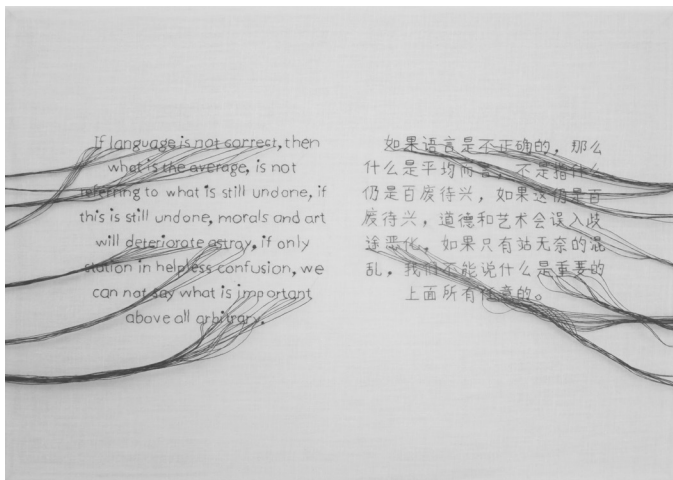 If language is not correct, then
what is the average, is not
referring to what is still undone, if
this is still undone, morals and art
will deteriorate astray, if only
station in helpless confusion, we
can not say what is important
above all arbitrary.
如果语言是不正确的，那么
什么是平均而言，不是指什么
仍是百废待兴，如果这仍是百
废待兴，道德和艺术会误入歧
途恶化，如果只有站无奈的混
乱，我们不能说什么是重要的
上面所有任意的。